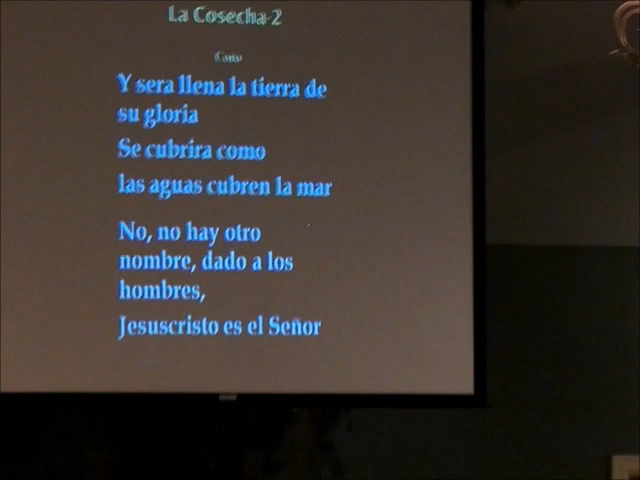 La Cosecha 2
Coro
Y sera llena la tierra de
su gloria
Se cubrira como
las aguas cubren la mar
No, no hay otro
nombre, dado a los
hombres,
Jesuscristo es el Señor